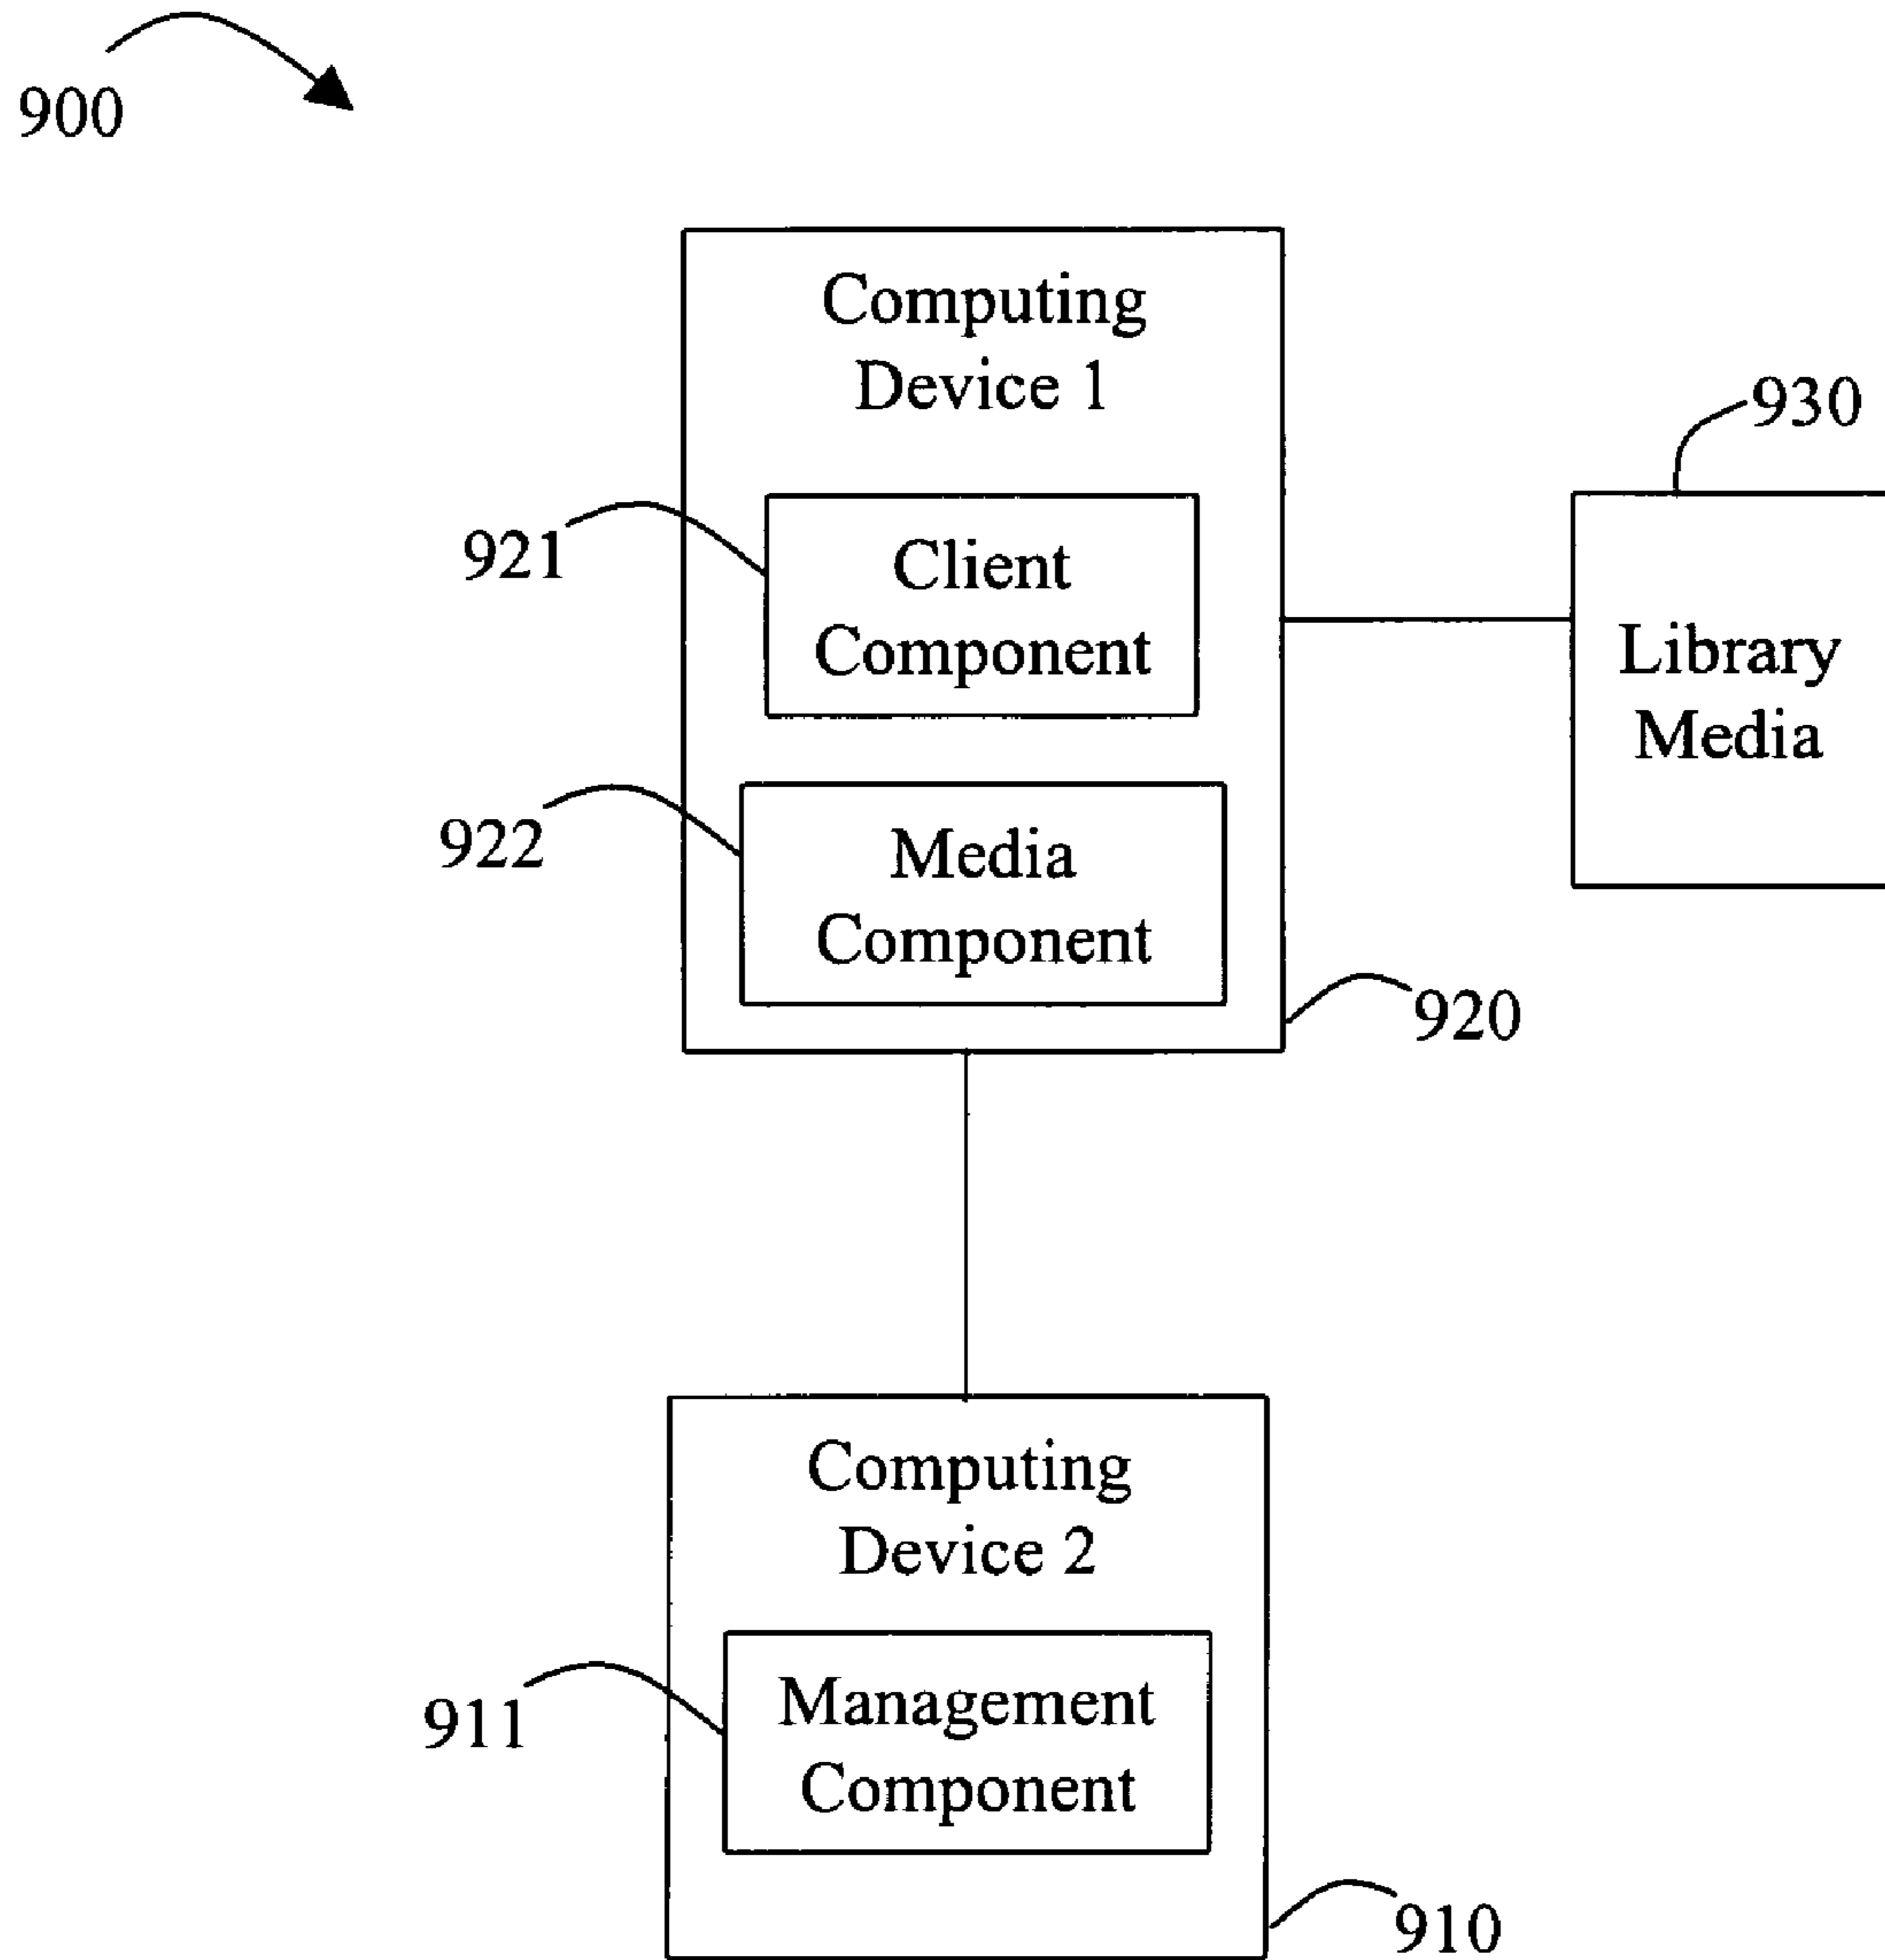 900
Computing
Device 1
930
921
Client
Component
Library
Media
922
Media
Component
920
Computing
Device 2
911
Management
Component
910